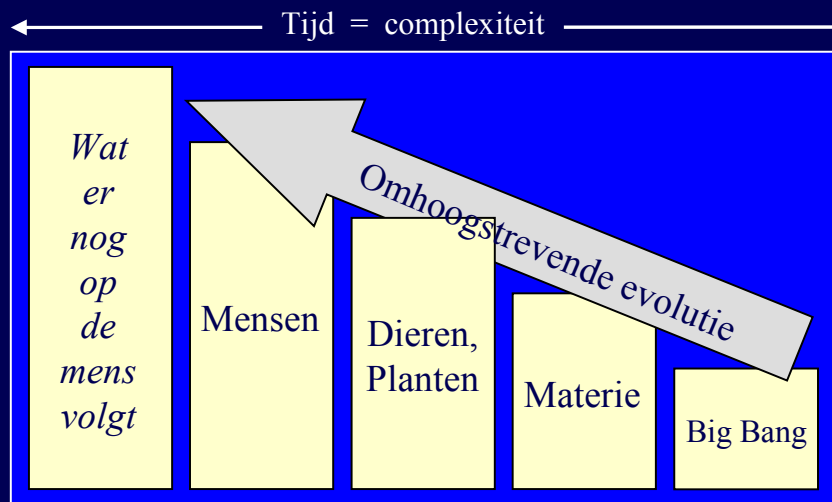 Tijd = complexiteit
Wat
er
nog
op
de
mens
volgt
Mensen
Dieren,
Planten
Materie
Big Bang
Omhoogstrevende evolutie